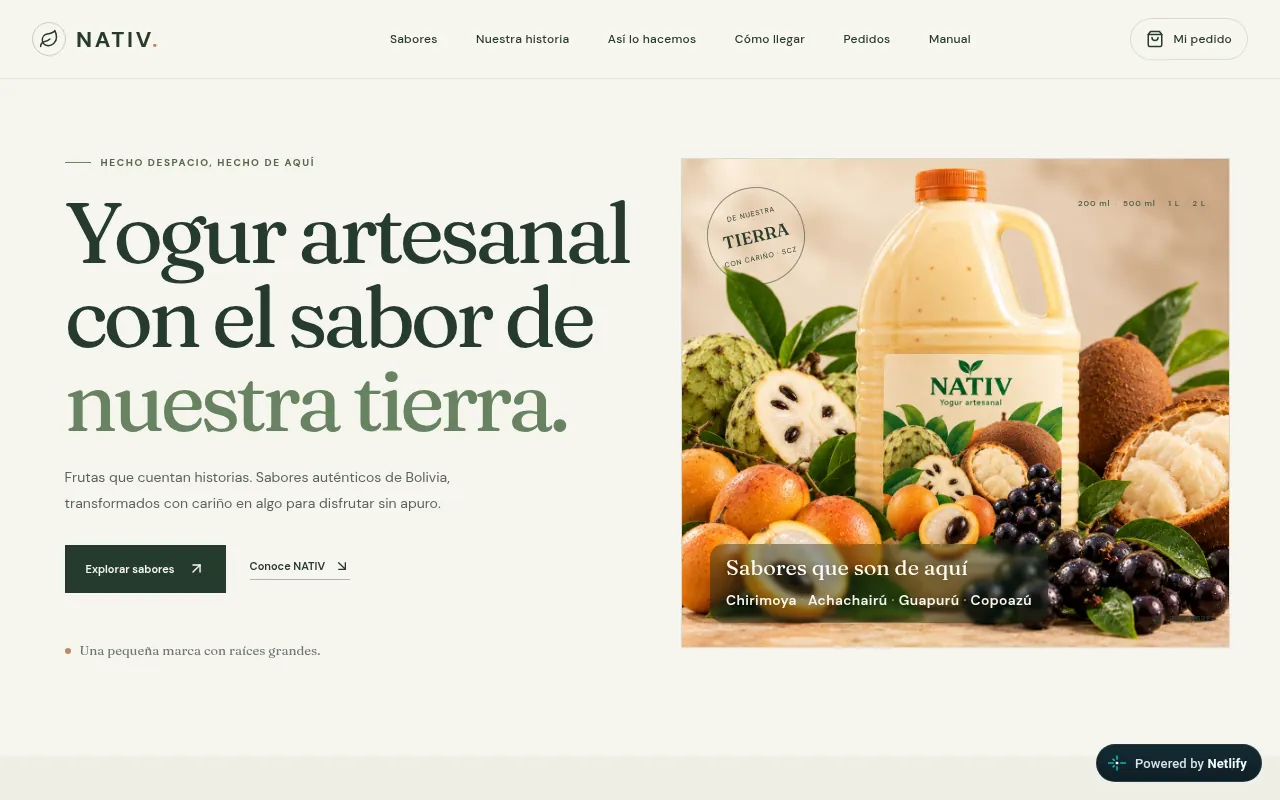 NATIV.
Sabores
Nuestra historia
Así lo hacemos
Cómo llegar
Pedidos
Manual
Mi pedido
HECHO DESPACIO, HECHO DE AQUÍ
Yogur artesanal
con el sabor de
nuestra tierra.
Frutas que cuentan historias. Sabores auténticos de Bolivia,
transformados con cariño en algo para disfrutar sin apuro.
Explorar sabores
Conoce NATIV
Una pequeña marca con raíces grandes.
DE NUESTRA
TIERRA
CON CARIÑO · SCZ
200 ml · 500 ml · 1 L · 2 L
NATIV
Yogur artesanal
Sabores que son de aquí
Chirimoya · Achachairú · Guapurú · Copoazú
Powered by Netlify